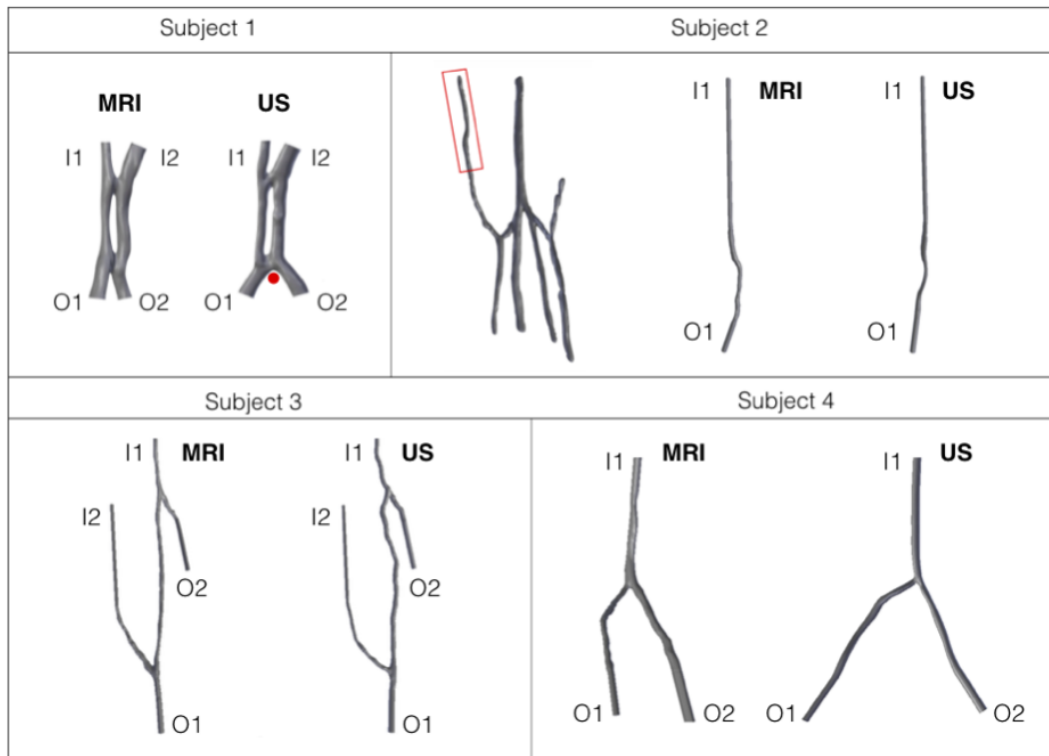 Subject 1
Subject 2
MRI
US
I1
I2
I1
I2
O1
O2
O1
O2
I1
MRI
I1
US
O1
O1
Subject 3
Subject 4
I1
MRI
I1
US
I2
I2
O2
O2
O1
O1
I1
MRI
I1
US
O1
O2
O1
O2